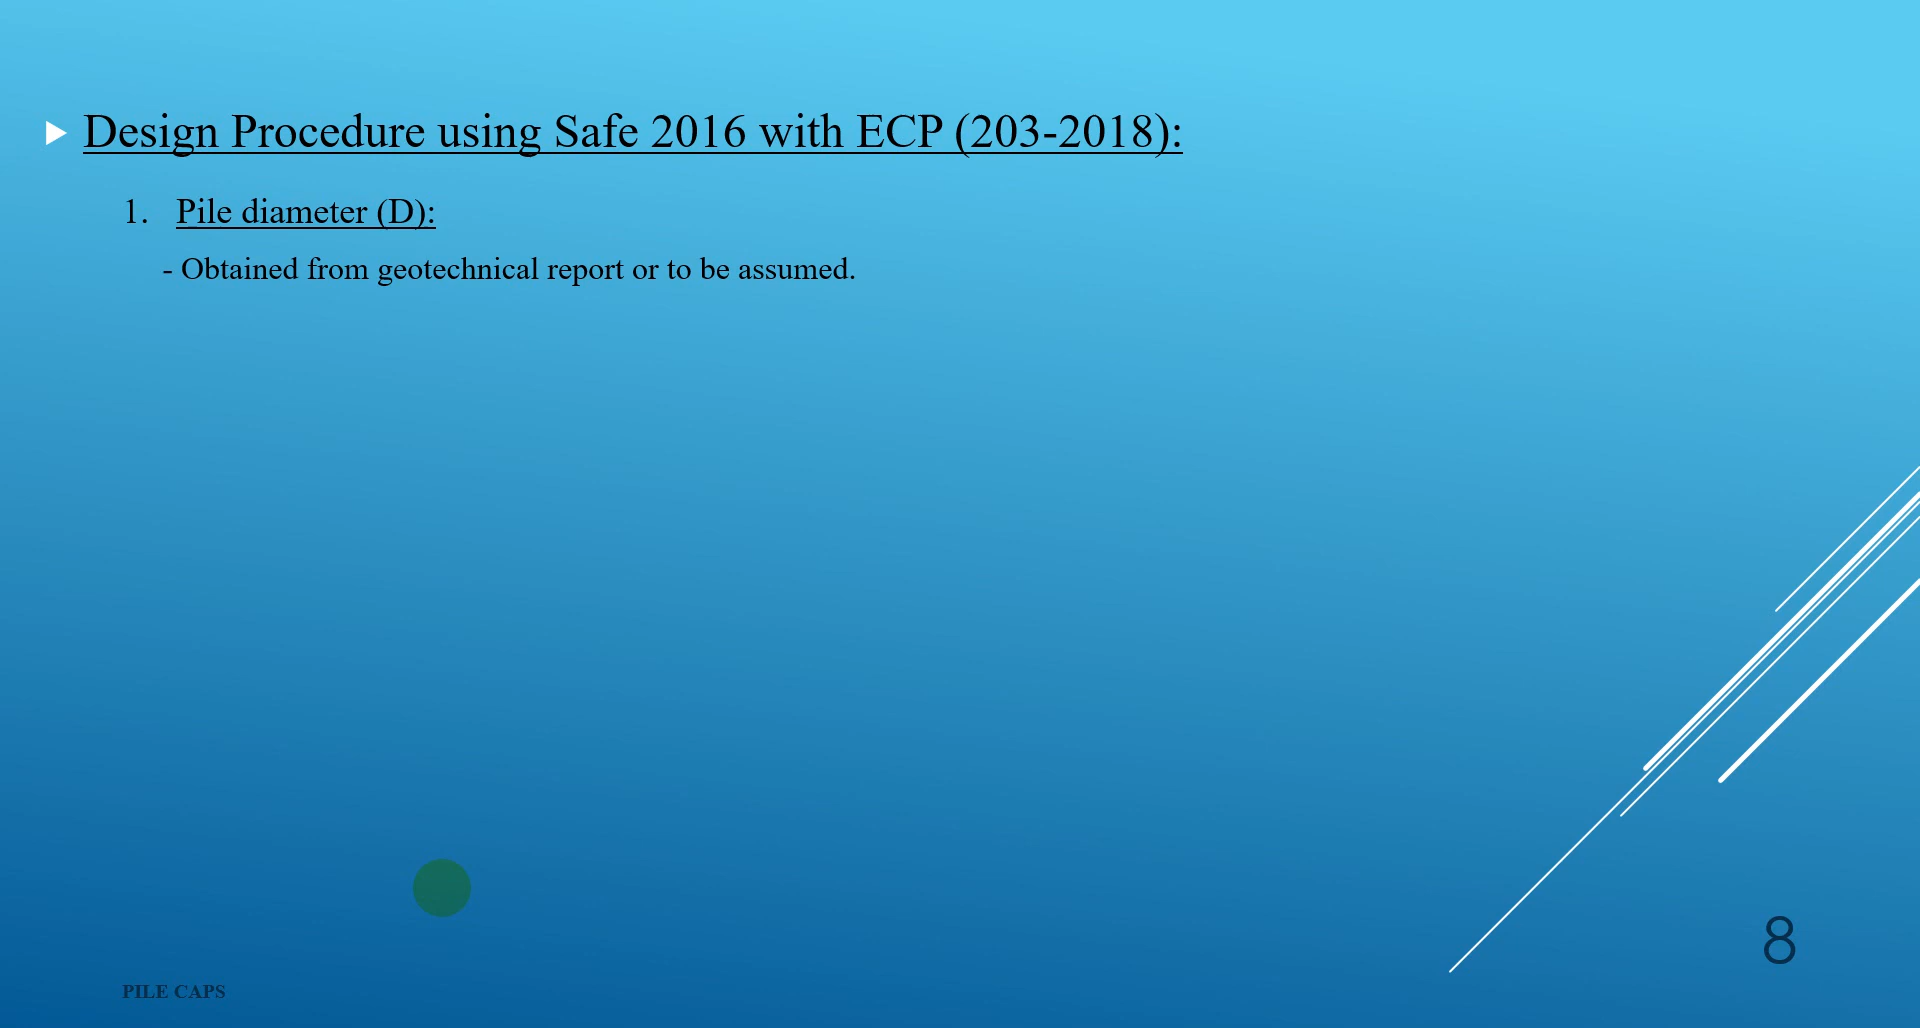 Design Procedure using Safe 2016 with ECP (203-2018):
1. Pile diameter (D):
- Obtained from geotechnical report or to be assumed.
8
PILE CAPS